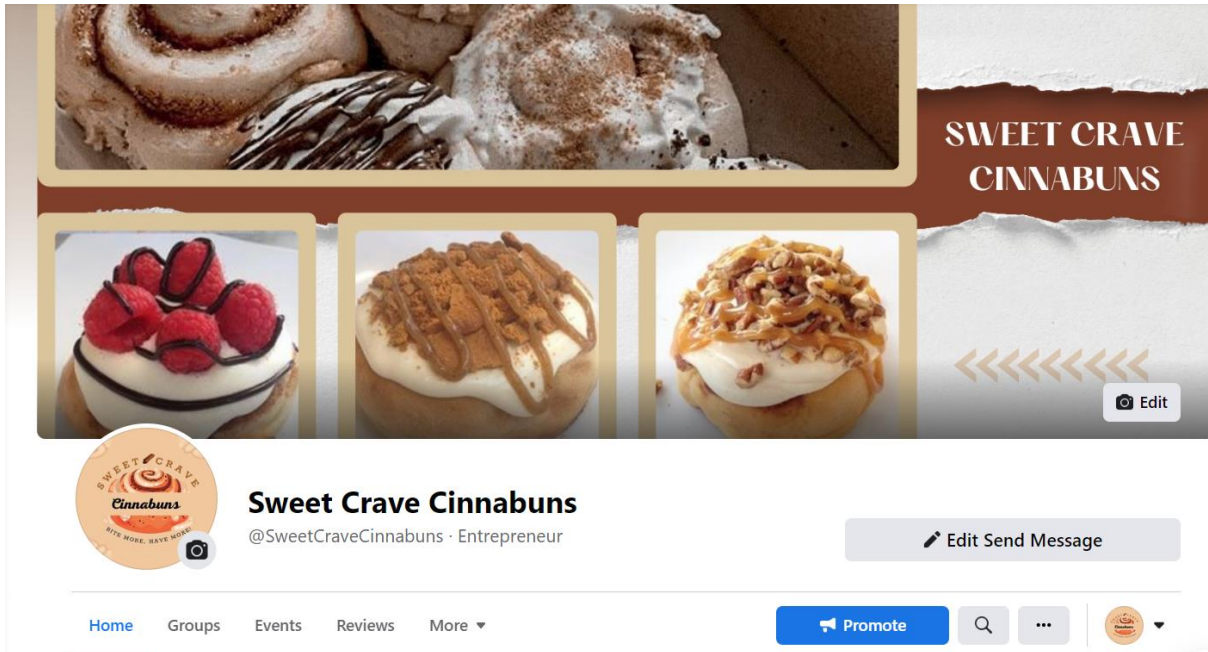 SWEET CRAVE
CINNABUNS
Edit
SWEET CRAVE
Cinnabuns
BITE MORE, HAVE MORE!
Sweet Crave Cinnabuns
@SweetCraveCinnabuns · Entrepreneur
Edit Send Message
Home Groups Events Reviews More
Promote